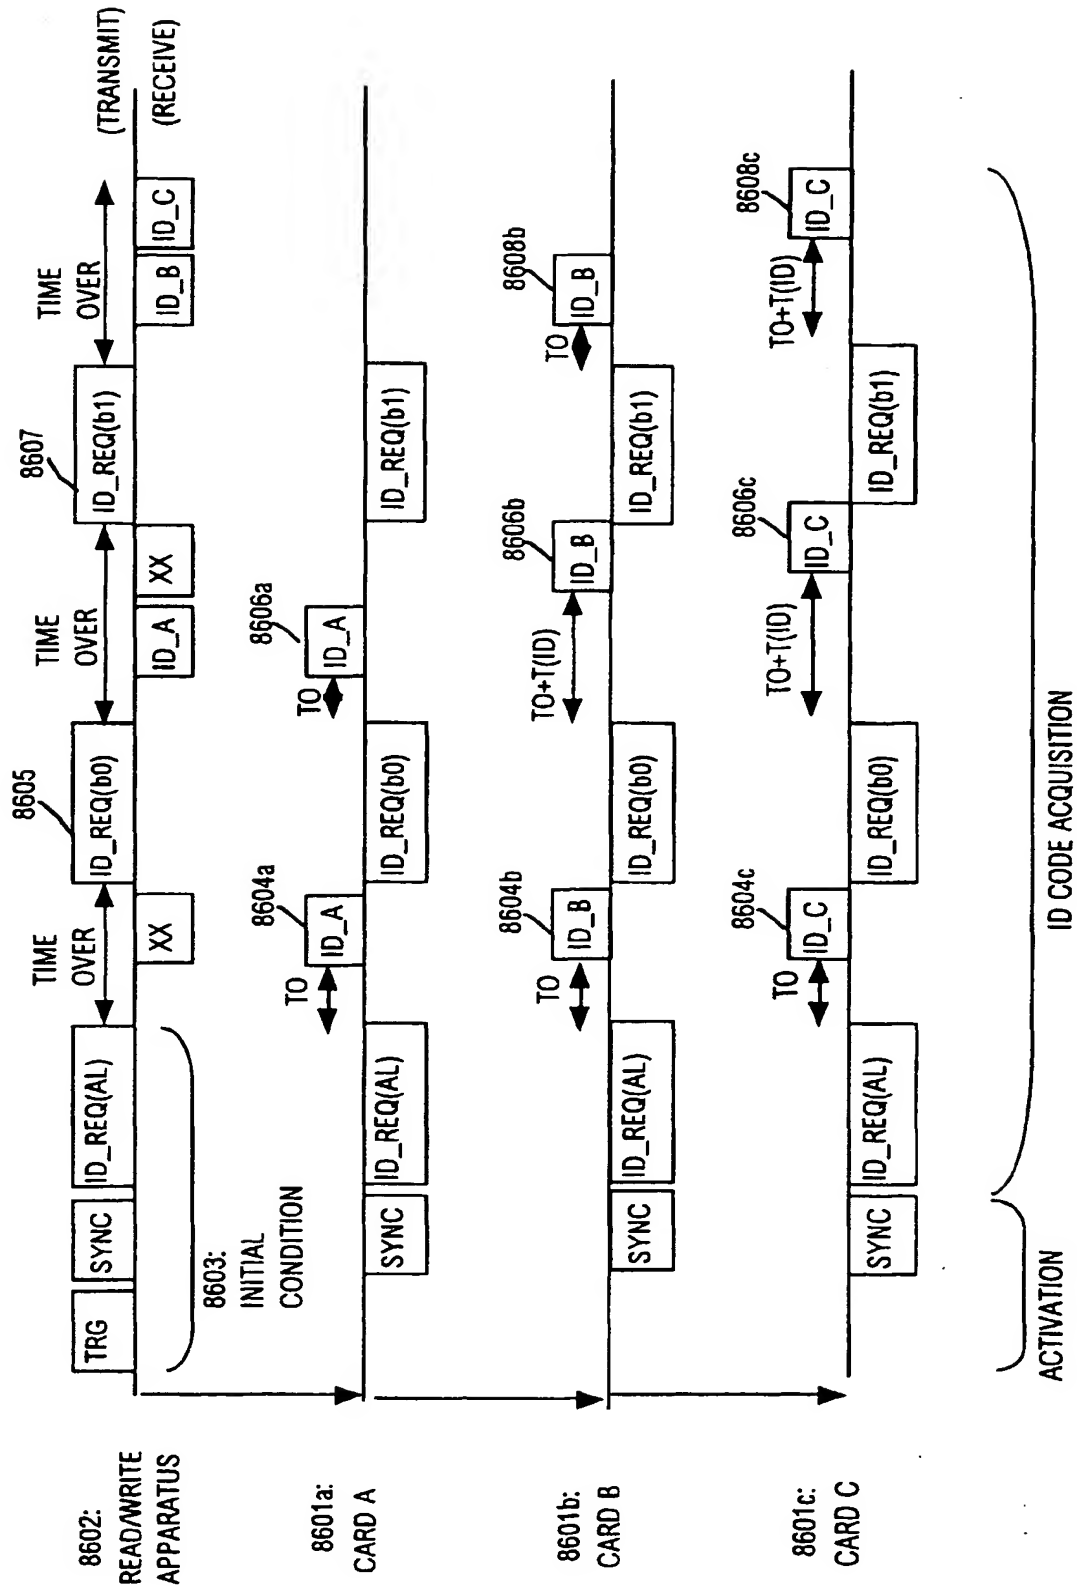 8602:
READ/WRITE
APPARATUS
TRG
SYNC
ID_REQ(AL)
TIME
OVER
8605
ID_REQ(b0)
TIME
OVER
8607
ID_REQ(b1)
TIME
OVER
(TRANSMIT)
(RECEIVE)
XX
ID_A
XX
ID_B
ID_C
8603:
INITIAL
CONDITION
8601a:
CARD A
SYNC
ID_REQ(AL)
TO
8604a
ID_A
ID_REQ(b0)
TO
8606a
ID_A
ID_REQ(b1)
8601b:
CARD B
SYNC
ID_REQ(AL)
TO
8604b
ID_B
ID_REQ(b0)
TO+T(ID)
8606b
ID_B
ID_REQ(b1)
TO
8608b
ID_B
8601c:
CARD C
SYNC
ID_REQ(AL)
TO
8604c
ID_C
ID_REQ(b0)
TO+T(ID)
8606c
ID_C
ID_REQ(b1)
TO+T(ID)
8608c
ID_C
ACTIVATION
ID CODE ACQUISITION